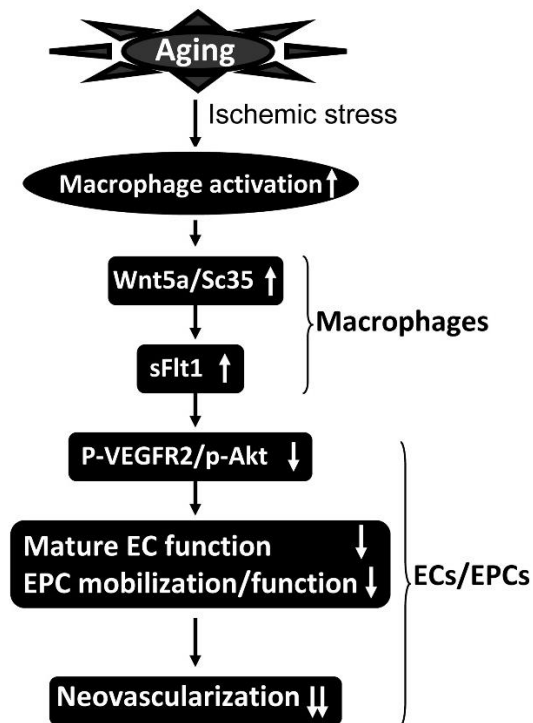 Aging
Ischemic stress
Macrophage activation↑
Wnt5a/Sc35 ↑
Macrophages
sFlt1 ↑
P-VEGFR2/p-Akt ↓
Mature EC function ↓
EPC mobilization/function ↓
ECs/EPCs
Neovascularization ↓↓